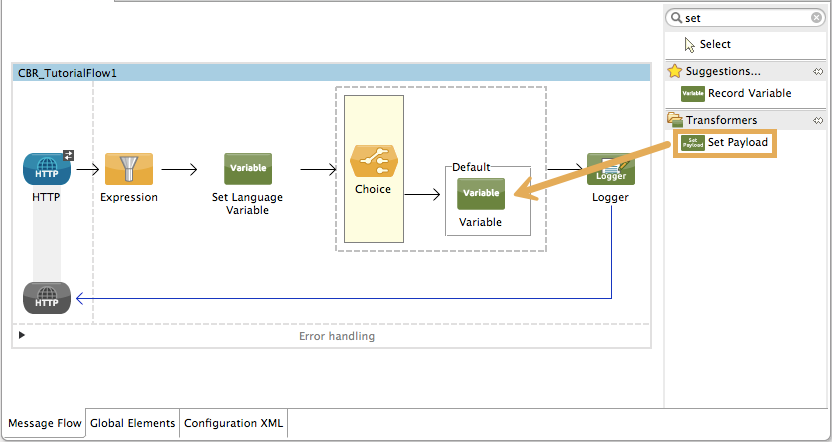 set
Select
Suggestions...
Variable
Record Variable
Transformers
Set Payload
Set Payload
CBR_TutorialFlow1
HTTP
HTTP
Expression
Variable
Set Language
Variable
Choice
Default
Variable
Variable
Logger
Logger
HTTP
Error handling
Message Flow
Global Elements
Configuration XML